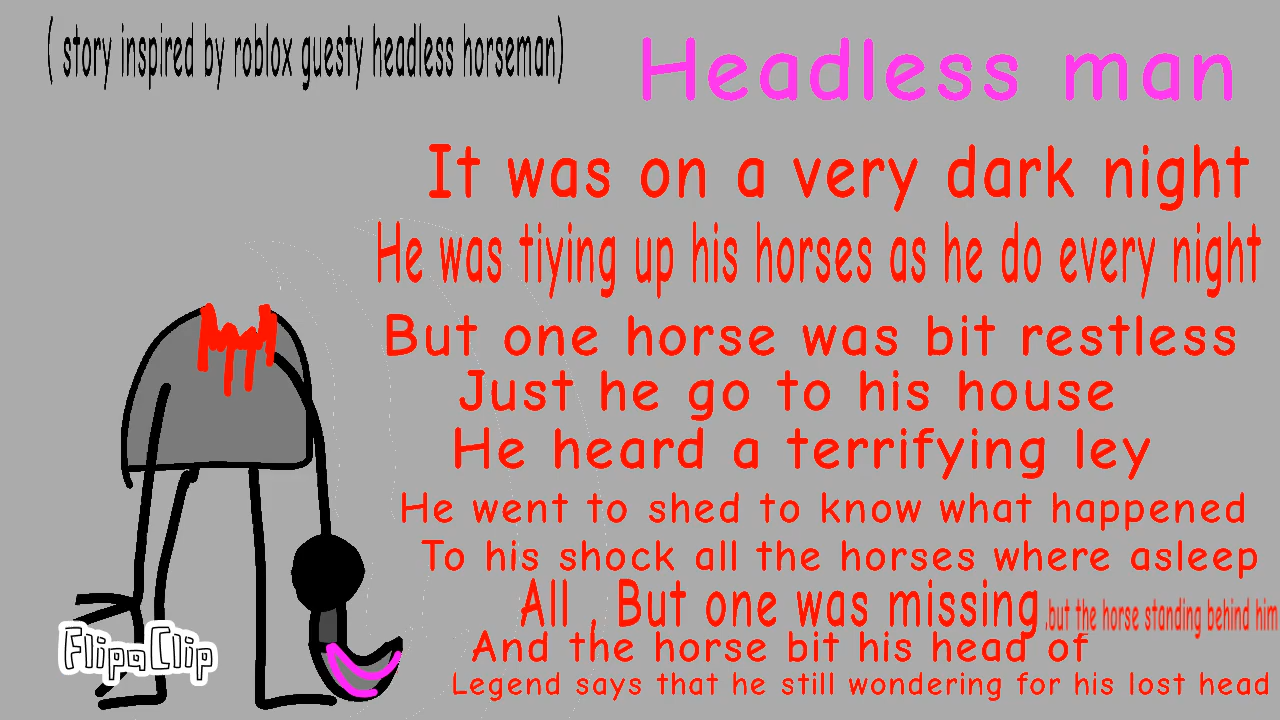 ( story inspired by roblox guesty headless horseman)
Headless man
It was on a very dark night
He was tiying up his horses as he do every night
But one horse was bit restless
Just he go to his house
He heard a terrifying ley
He went to shed to know what happened
To his shock all the horses where asleep
All , But one was missing
.but the horse standing behind him
And the horse bit his head of
Legend says that he still wondering for his lost head
FlipaClip